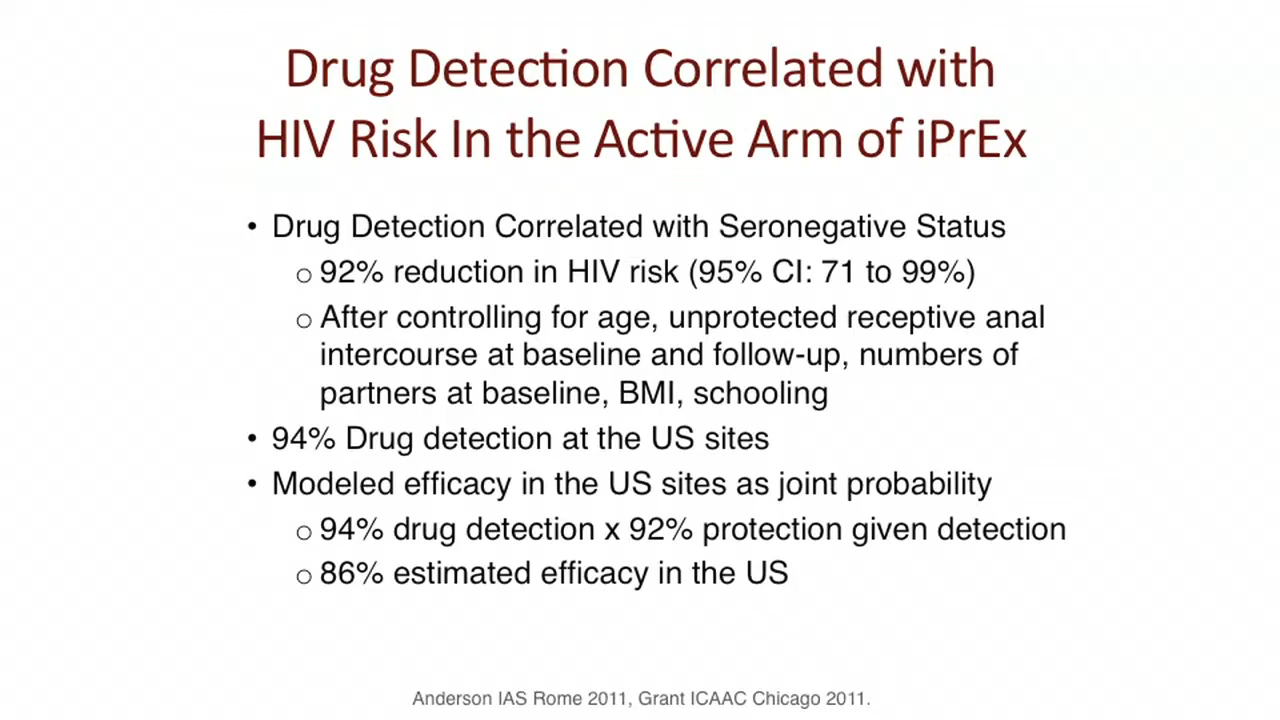 Drug Detection Correlated with
HIV Risk In the Active Arm of iPrEx
• Drug Detection Correlated with Seronegative Status
○ 92% reduction in HIV risk (95% CI: 71 to 99%)
○ After controlling for age, unprotected receptive anal
intercourse at baseline and follow-up, numbers of
partners at baseline, BMI, schooling
• 94% Drug detection at the US sites
• Modeled efficacy in the US sites as joint probability
○ 94% drug detection x 92% protection given detection
○ 86% estimated efficacy in the US
Anderson IAS Rome 2011, Grant ICAAC Chicago 2011.